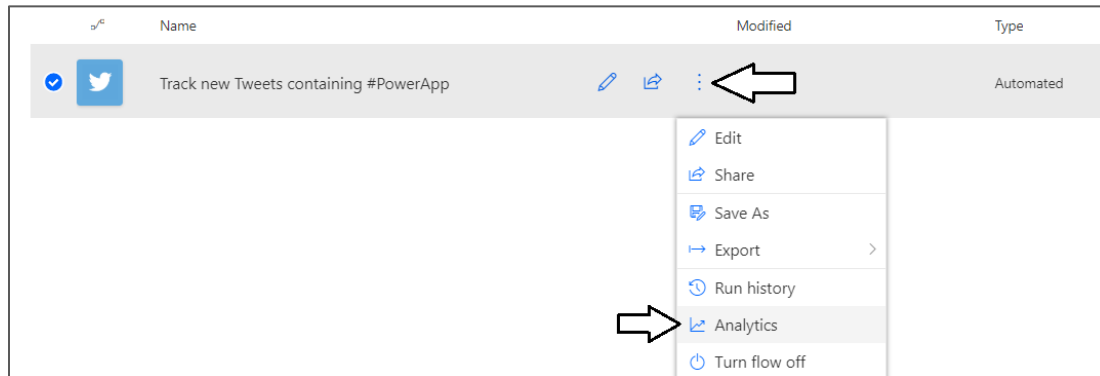 Name Modified Type
Track new Tweets containing #PowerApp Automated
Edit
Share
Save As
Export
Run history
Analytics
Turn flow off